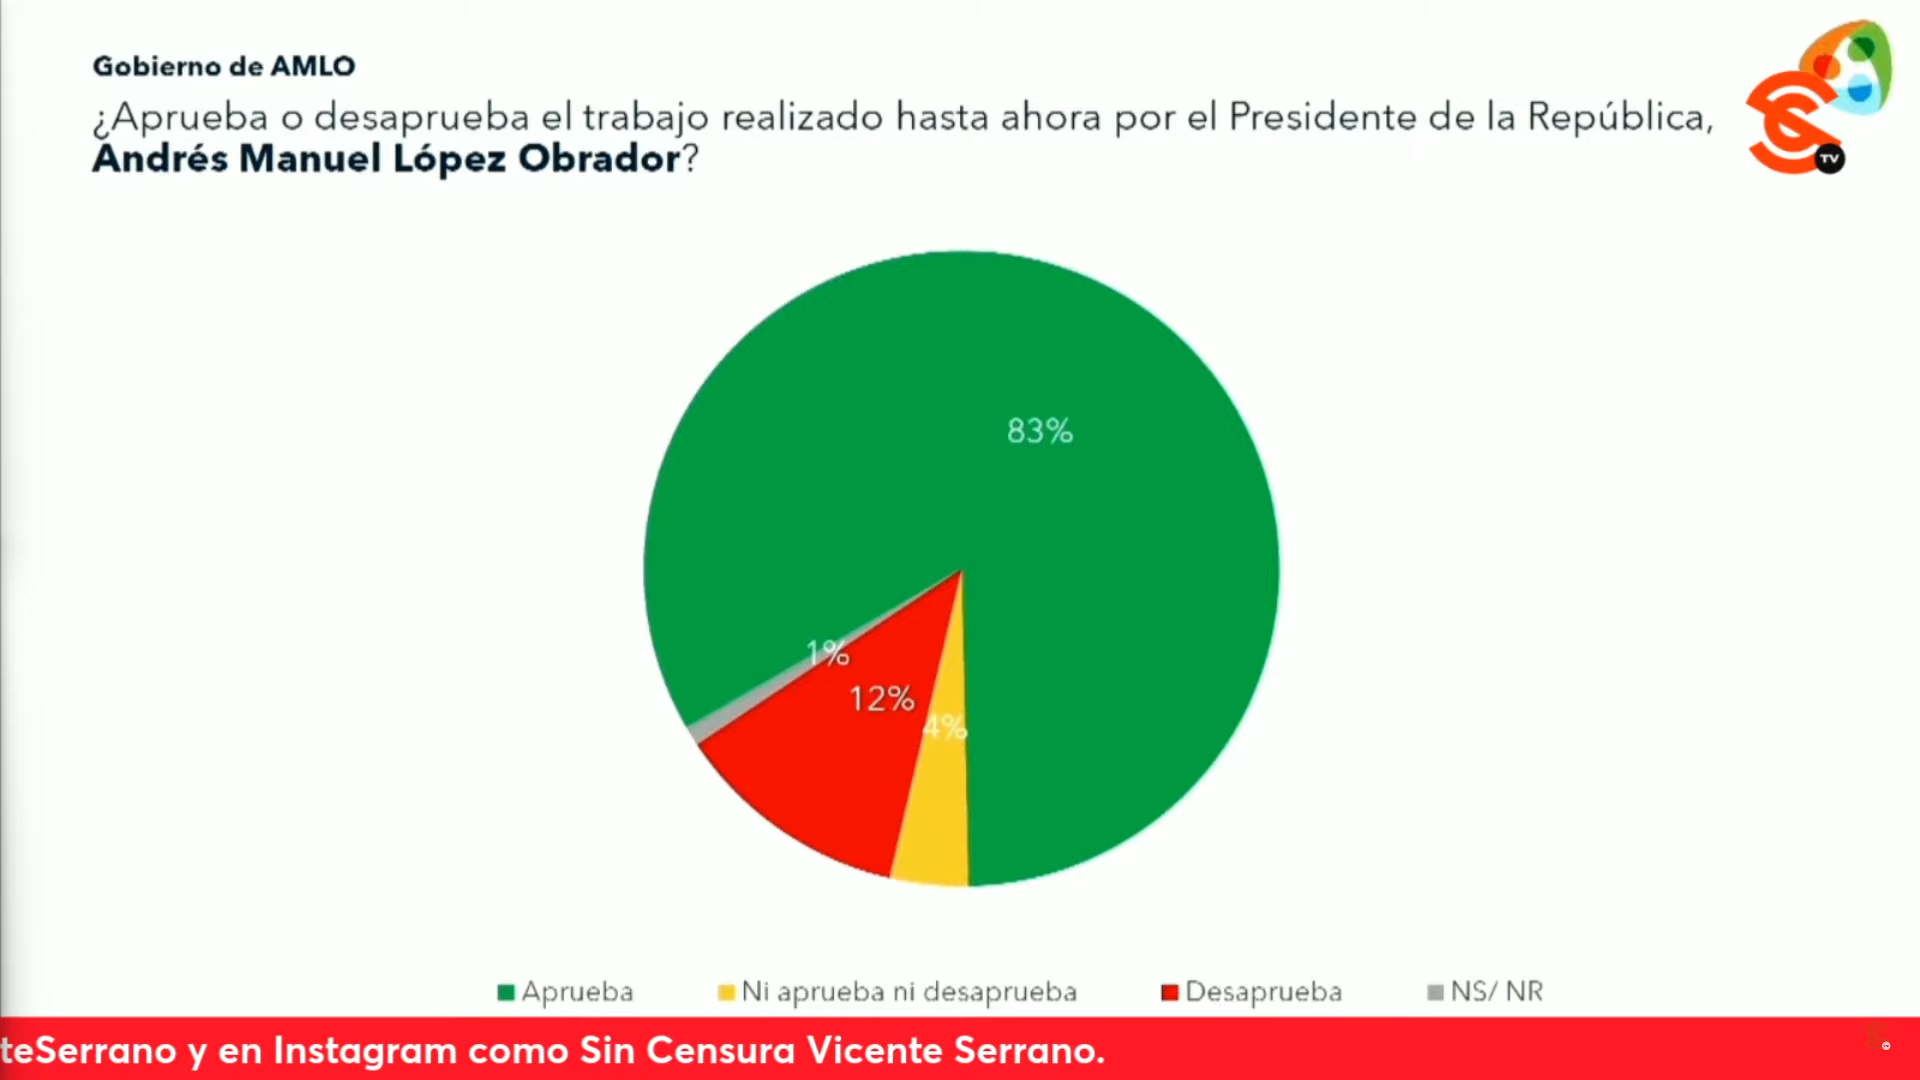 Gobierno de AMLO
¿Aprueba o desaprueba el trabajo realizado hasta ahora por el Presidente de la República,
Andrés Manuel López Obrador?
TV
83%
1%
12%
4%
Aprueba
Ni aprueba ni desaprueba
Desaprueba
NS/ NR
teSerrano y en Instagram como Sin Censura Vicente Serrano.